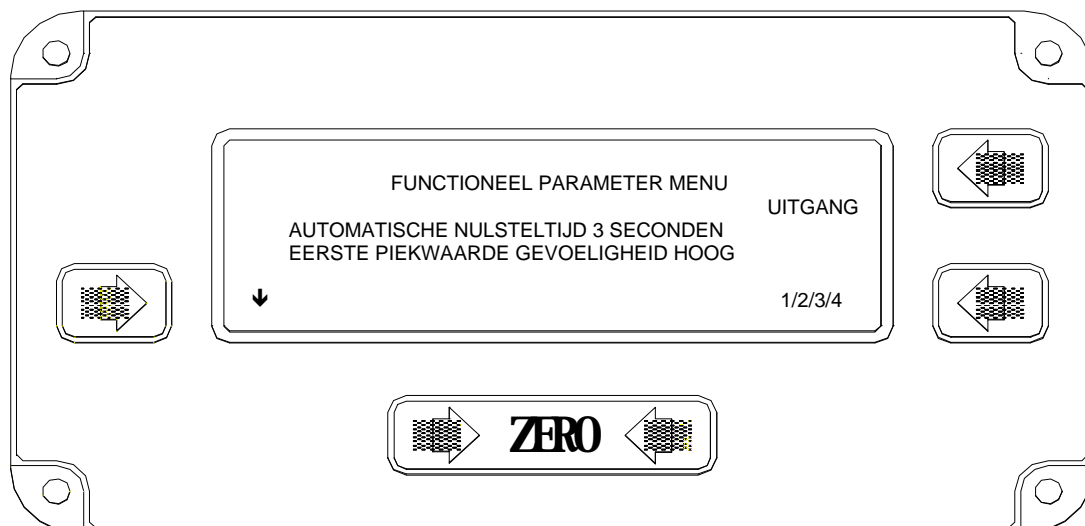 FUNCTIONEEL PARAMETER MENU
UITGANG
AUTOMATISCHE NULSTELTIJD 3 SECONDEN
EERSTE PIEKWAARDE GEVOELIGHEID HOOG
1/2/3/4
ZERO